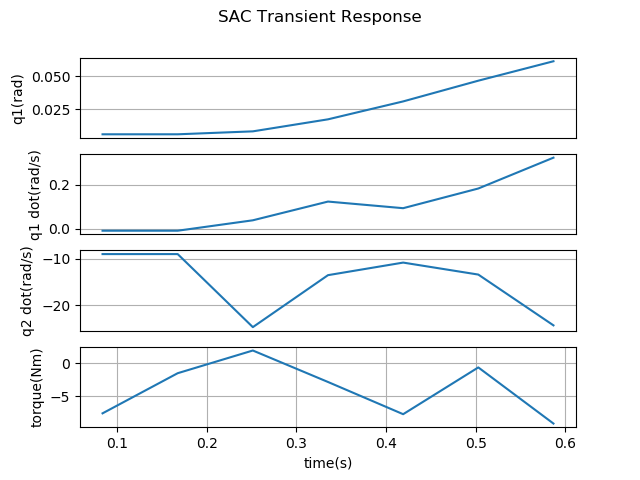 SAC Transient Response
q1(rad)
0.050
0.025
q1 dot(rad/s)
0.2
0.0
q2 dot(rad/s)
−10
−20
torque(Nm)
0
−5
0.1 0.2 0.3 0.4 0.5 0.6
time(s)